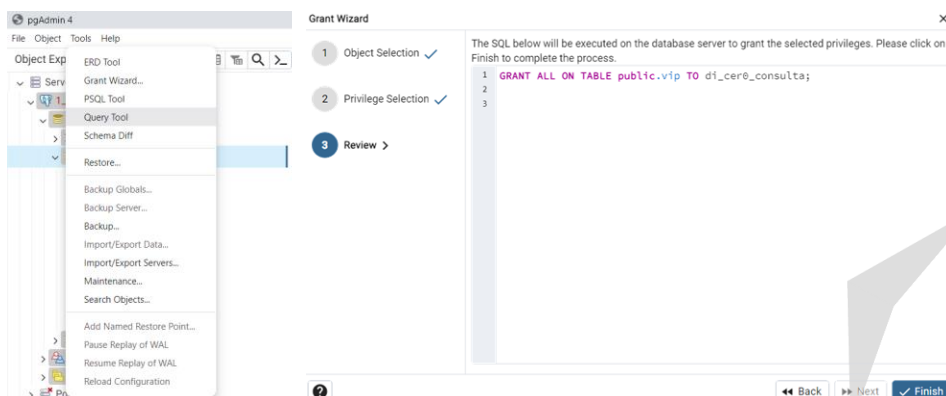 pgAdmin 4
File Object Tools Help
Object Exp
Serv
1_
Po
ERD Tool
Grant Wizard...
PSQL Tool
Query Tool
Schema Diff
Restore...
Backup Globals...
Backup Server...
Backup...
Import/Export Data...
Import/Export Servers...
Maintenance...
Search Objects...
Add Named Restore Point...
Pause Replay of WAL
Resume Replay of WAL
Reload Configuration
Grant Wizard
1 Object Selection
2 Privilege Selection
3 Review
The SQL below will be executed on the database server to grant the selected privileges. Please click on
Finish to complete the process.
1 GRANT ALL ON TABLE public.vip TO di_cer0_consulta;
2
3
Back Next Finish